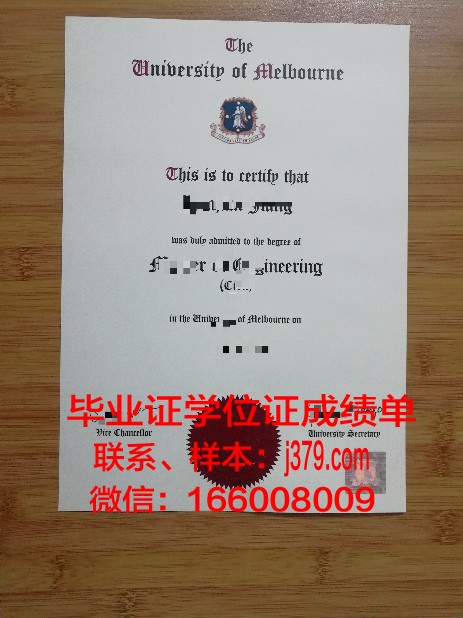 The
University of Melbourne
This is to certify that
was duly admitted to the degree of
in the of Melbourne on
毕业证学位证成绩单
Vice Chancellor
University Secretary
联系、样本：j379.com
微信：166008009